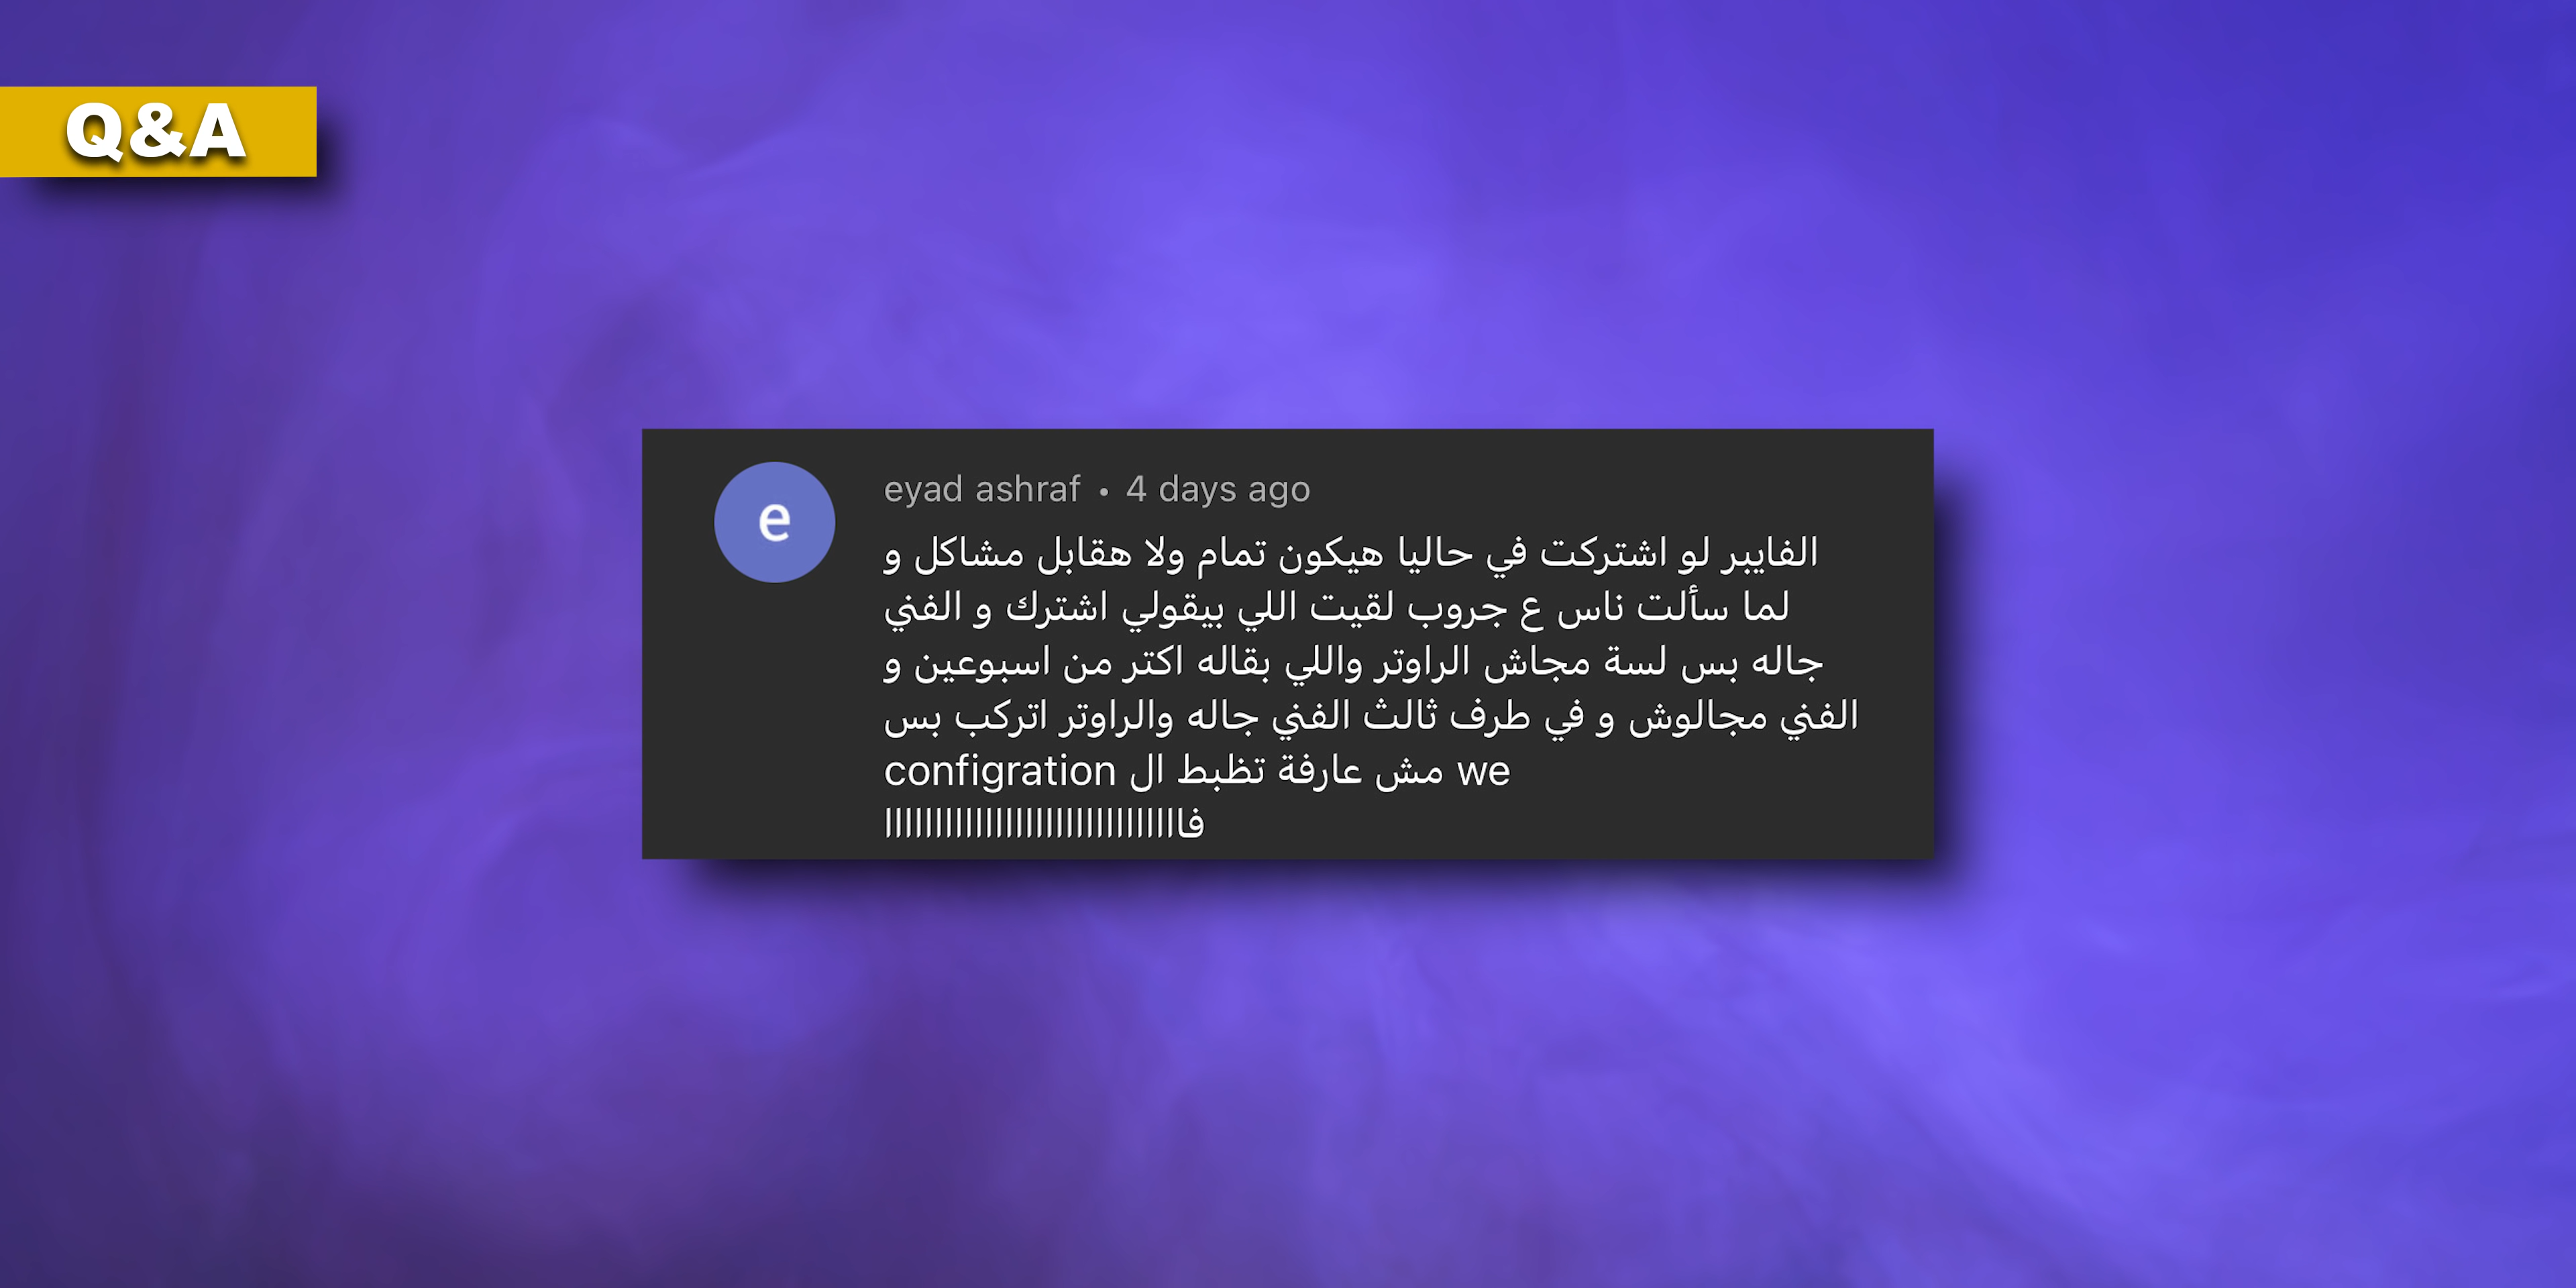 Q&A
eyad ashraf • 4 days ago
e
الفايبر لو اشتركت في حاليا هيكون تمام ولا هقابل مشاكل و
لما سألت ناس ع جروب لقيت اللي بيقولي اشترك و الفني
جاله بس لسة مجاش الراوتر واللي بقاله اكتر من اسبوعين و
الفني مجالوش و في طرف ثالث الفني جاله والراوتر اتركب بس
we مش عارفة تظبط ال configration
فااااااااااااااااااااااااااااا